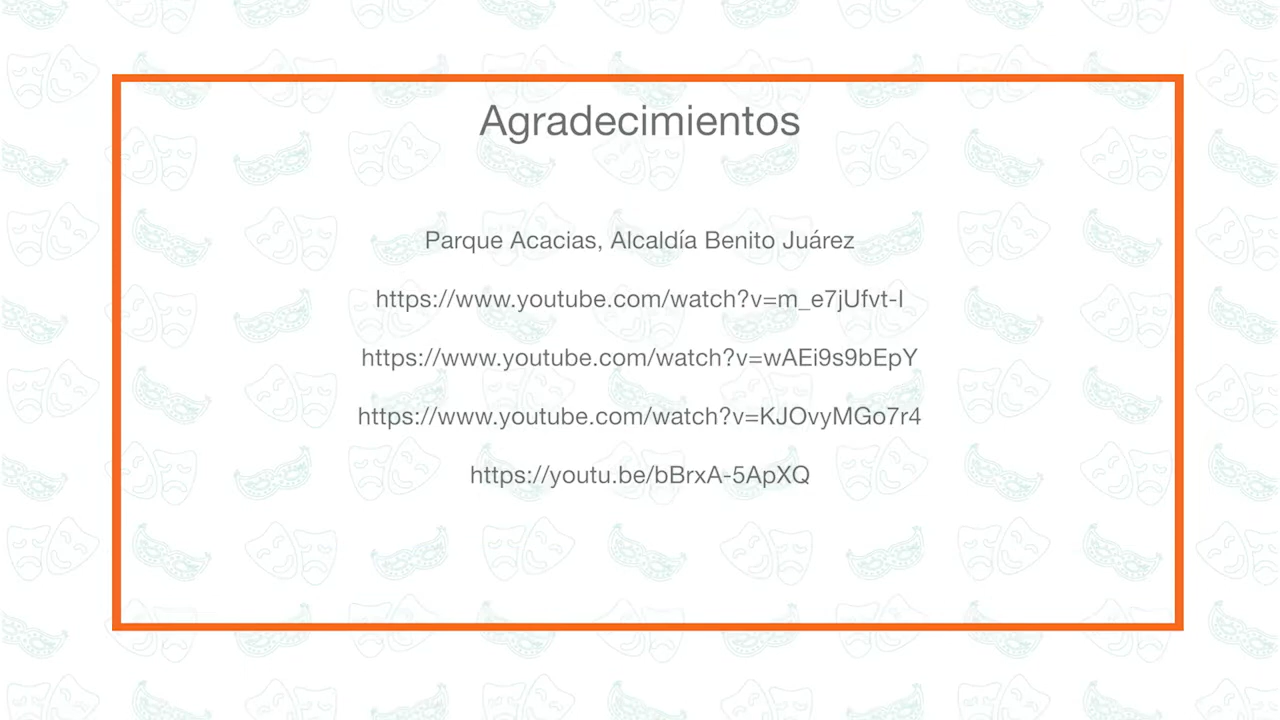 Agradecimientos
Parque Acacias, Alcaldía Benito Juárez
https://www.youtube.com/watch?v=m_e7jUfvt-I
https://www.youtube.com/watch?v=wAEi9s9bEpY
https://www.youtube.com/watch?v=KJOvyMGo7r4
https://youtu.be/bBrxA-5ApXQ